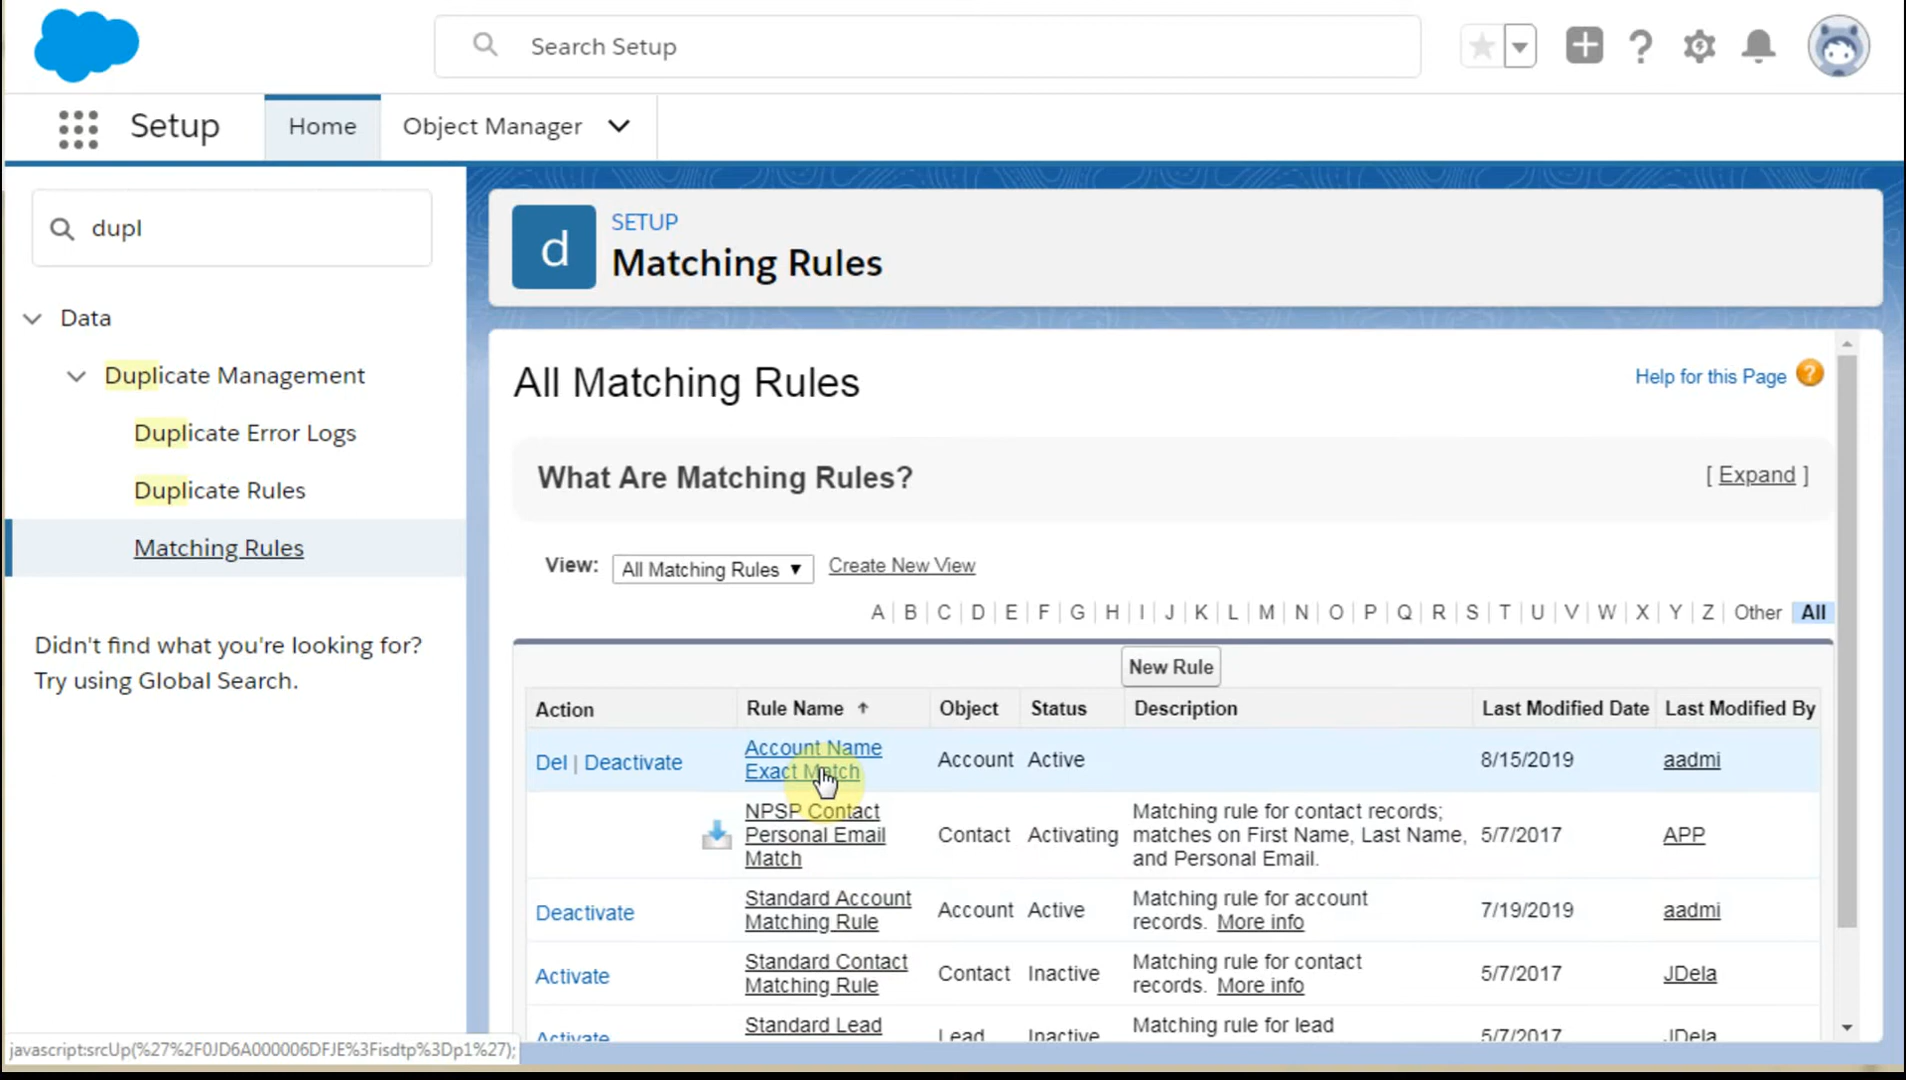 Search Setup
Setup
Home
Object Manager
dupl
Data
Duplicate Management
Duplicate Error Logs
Duplicate Rules
Matching Rules
Didn't find what you're looking for?
Try using Global Search.
d
SETUP
Matching Rules
All Matching Rules
Help for this Page ?
What Are Matching Rules?
[ Expand ]
View: All Matching Rules ▼ Create New View
A | B | C | D | E | F | G | H | I | J | K | L | M | N | O | P | Q | R | S | T | U | V | W | X | Y | Z | Other All
New Rule
Action Rule Name ↑ Object Status Description Last Modified Date Last Modified By
Del | Deactivate
Account Name
Exact Match
Account Active 8/15/2019 aadmi
NPSP Contact
Personal Email
Match
Contact Activating
Matching rule for contact records;
matches on First Name, Last Name,
and Personal Email.
5/7/2017 APP
Deactivate
Standard Account
Matching Rule
Account Active
Matching rule for account
records. More info
7/19/2019 aadmi
Activate
Standard Contact
Matching Rule
Contact Inactive
Matching rule for contact
records. More info
5/7/2017 JDela
Activate
Standard Lead
Lead Inactive
Matching rule for lead
5/7/2017 JDela
javascript:srcUp(%27%2F0JD6A000006DFJE%3Fisdtp%3Dp1%27);